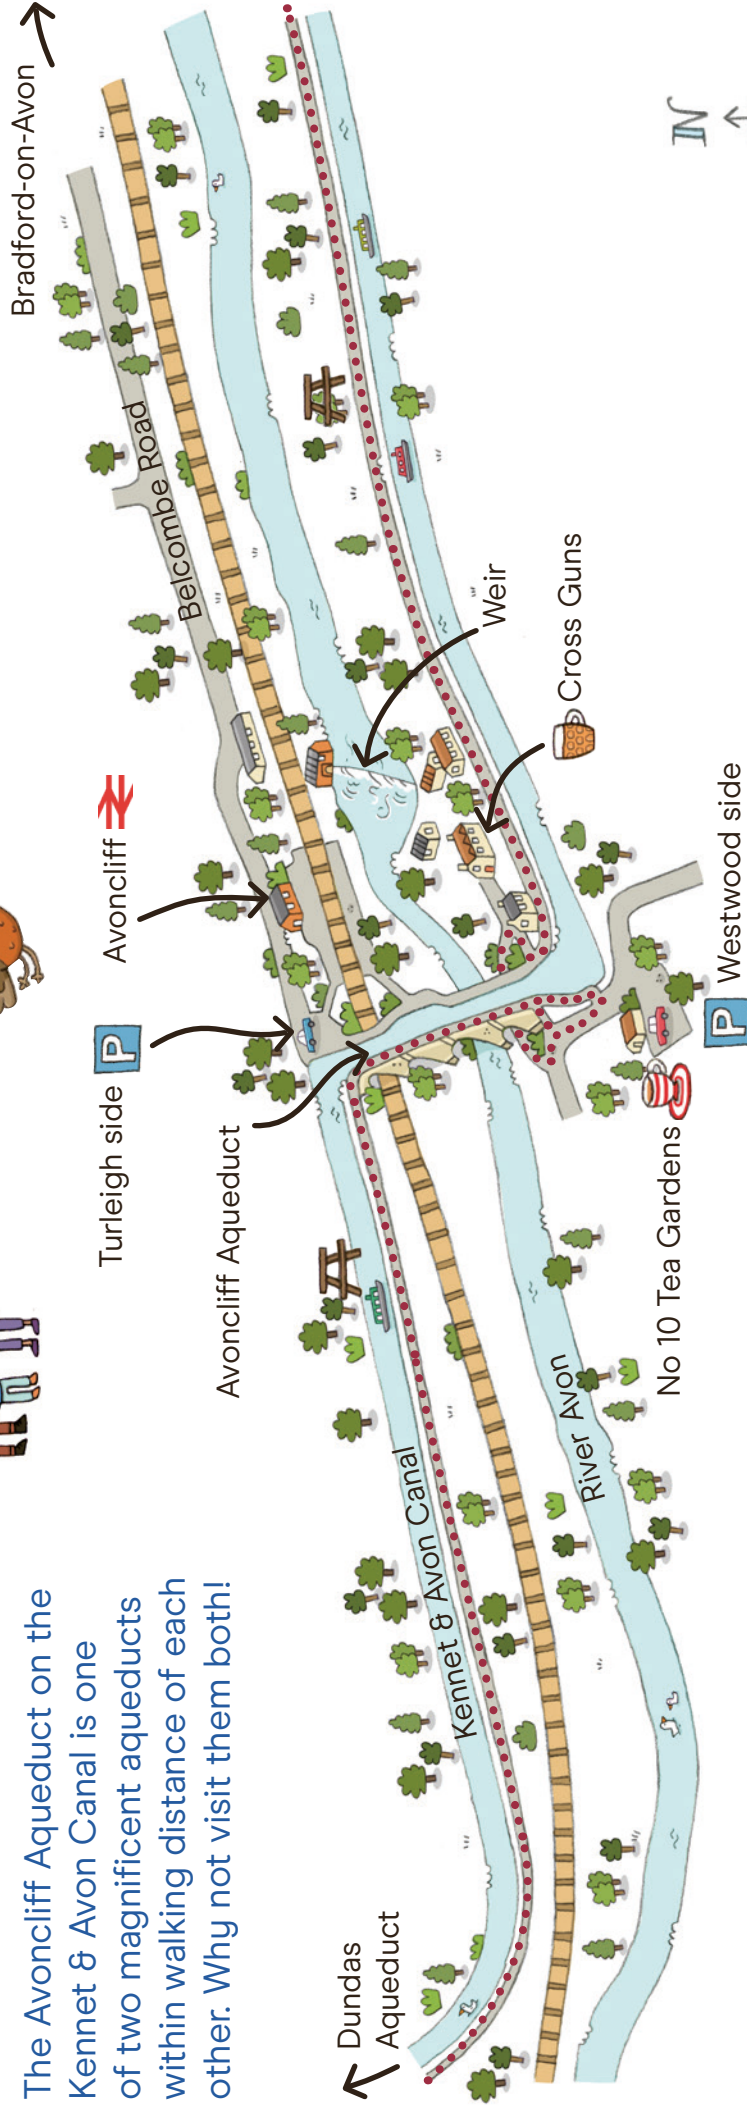 The Avoncliff Aqueduct on the
Kennet & Avon Canal is one
of two magnificent aqueducts
within walking distance of each
other. Why not visit them both!
Bradford-on-Avon
Turleigh side P
Avoncliff
Belcombe Road
Avoncliff Aqueduct
Dundas
Aqueduct
Kennet & Avon Canal
River Avon
Weir
Cross Guns
No 10 Tea Gardens
P Westwood side
N